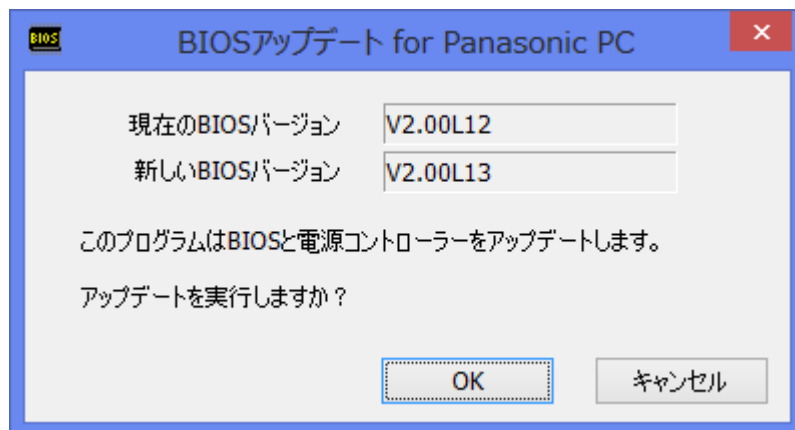 BIOS
BIOSアップデート for Panasonic PC
現在のBIOSバージョン V2.00L12
新しいBIOSバージョン V2.00L13
このプログラムはBIOSと電源コントローラーをアップデートします。
アップデートを実行しますか？
OK キャンセル